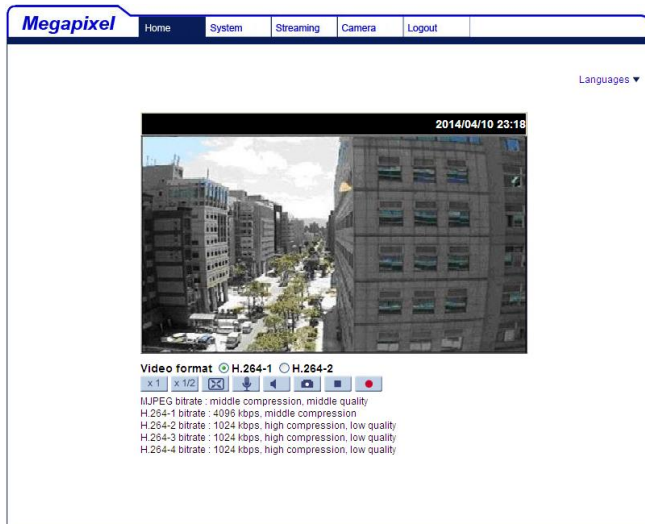 Megapixel
Home System Streaming Camera Logout
Languages ▼
2014/04/10 23:18
Video format H.264-1 H.264-2
x 1 x 1/2
MJPEG bitrate : middle compression, middle quality
H.264-1 bitrate : 4096 kbps, middle compression
H.264-2 bitrate : 1024 kbps, high compression, low quality
H.264-3 bitrate : 1024 kbps, high compression, low quality
H.264-4 bitrate : 1024 kbps, high compression, low quality